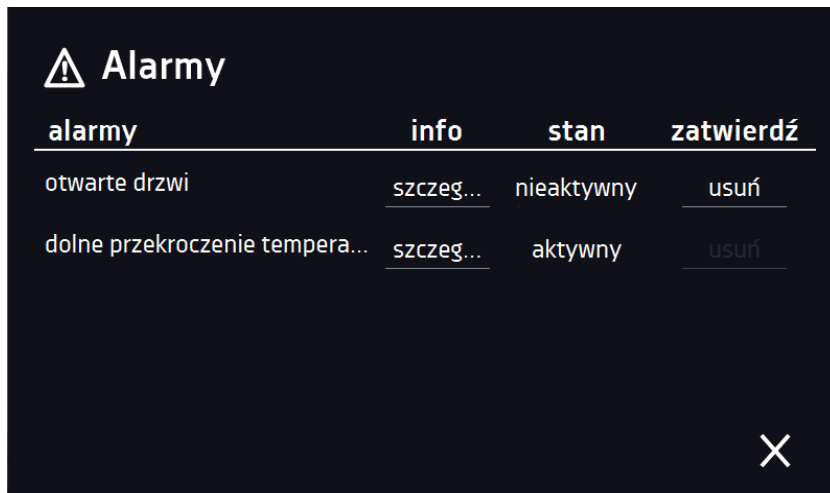 Alarmy
alarmy info stan zatwierdź
otwarte drzwi szczeg... nieaktywny usuń
dolne przekroczenie tempera... szczeg... aktywny usuń